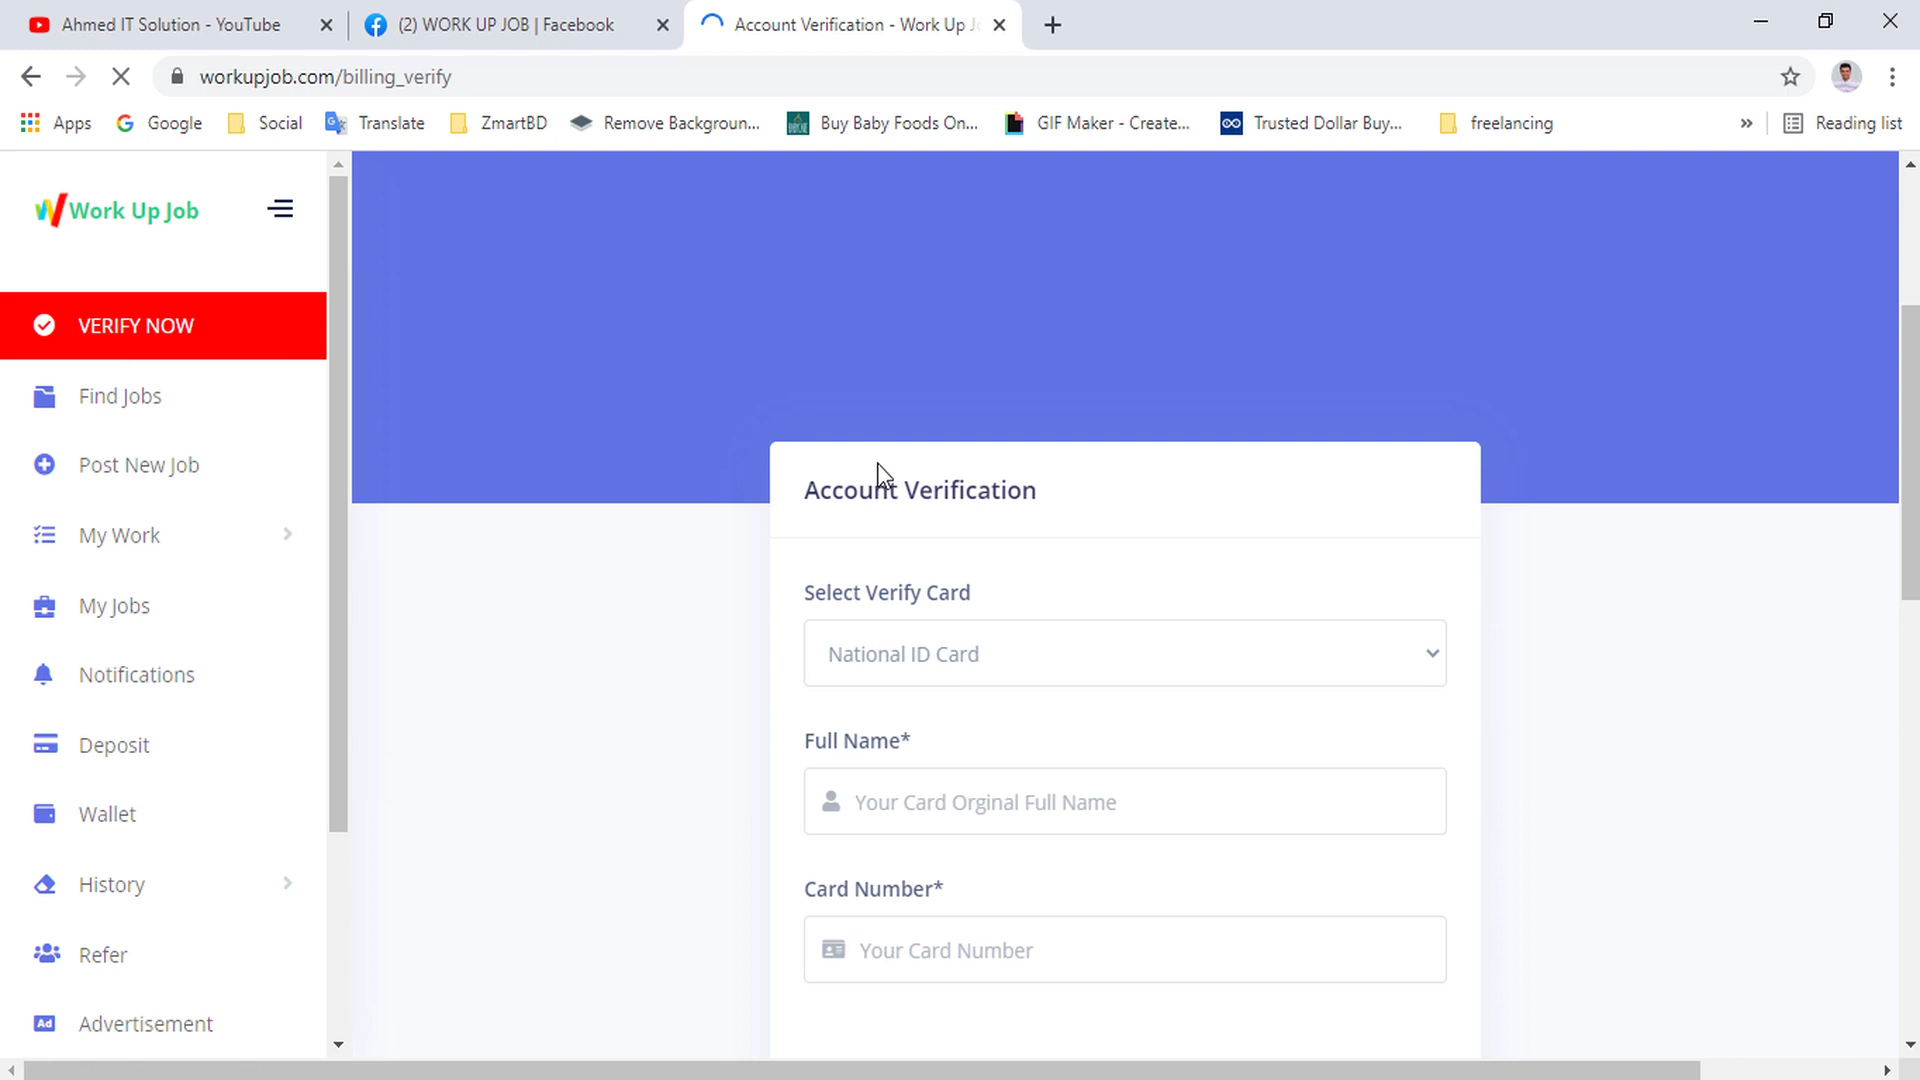 Ahmed IT Solution - YouTube
(2) WORK UP JOB | Facebook
Account Verification - Work Up Jo
workupjob.com/billing_verify
Apps
Google
Social
Translate
ZmartBD
Remove Backgroun...
Buy Baby Foods On...
GIF Maker - Create...
Trusted Dollar Buy...
freelancing
»
Reading list
Work Up Job
VERIFY NOW
Find Jobs
Post New Job
My Work
My Jobs
Notifications
Deposit
Wallet
History
Refer
Ad Advertisement
Account Verification
Select Verify Card
National ID Card
Full Name*
Your Card Orginal Full Name
Card Number*
Your Card Number